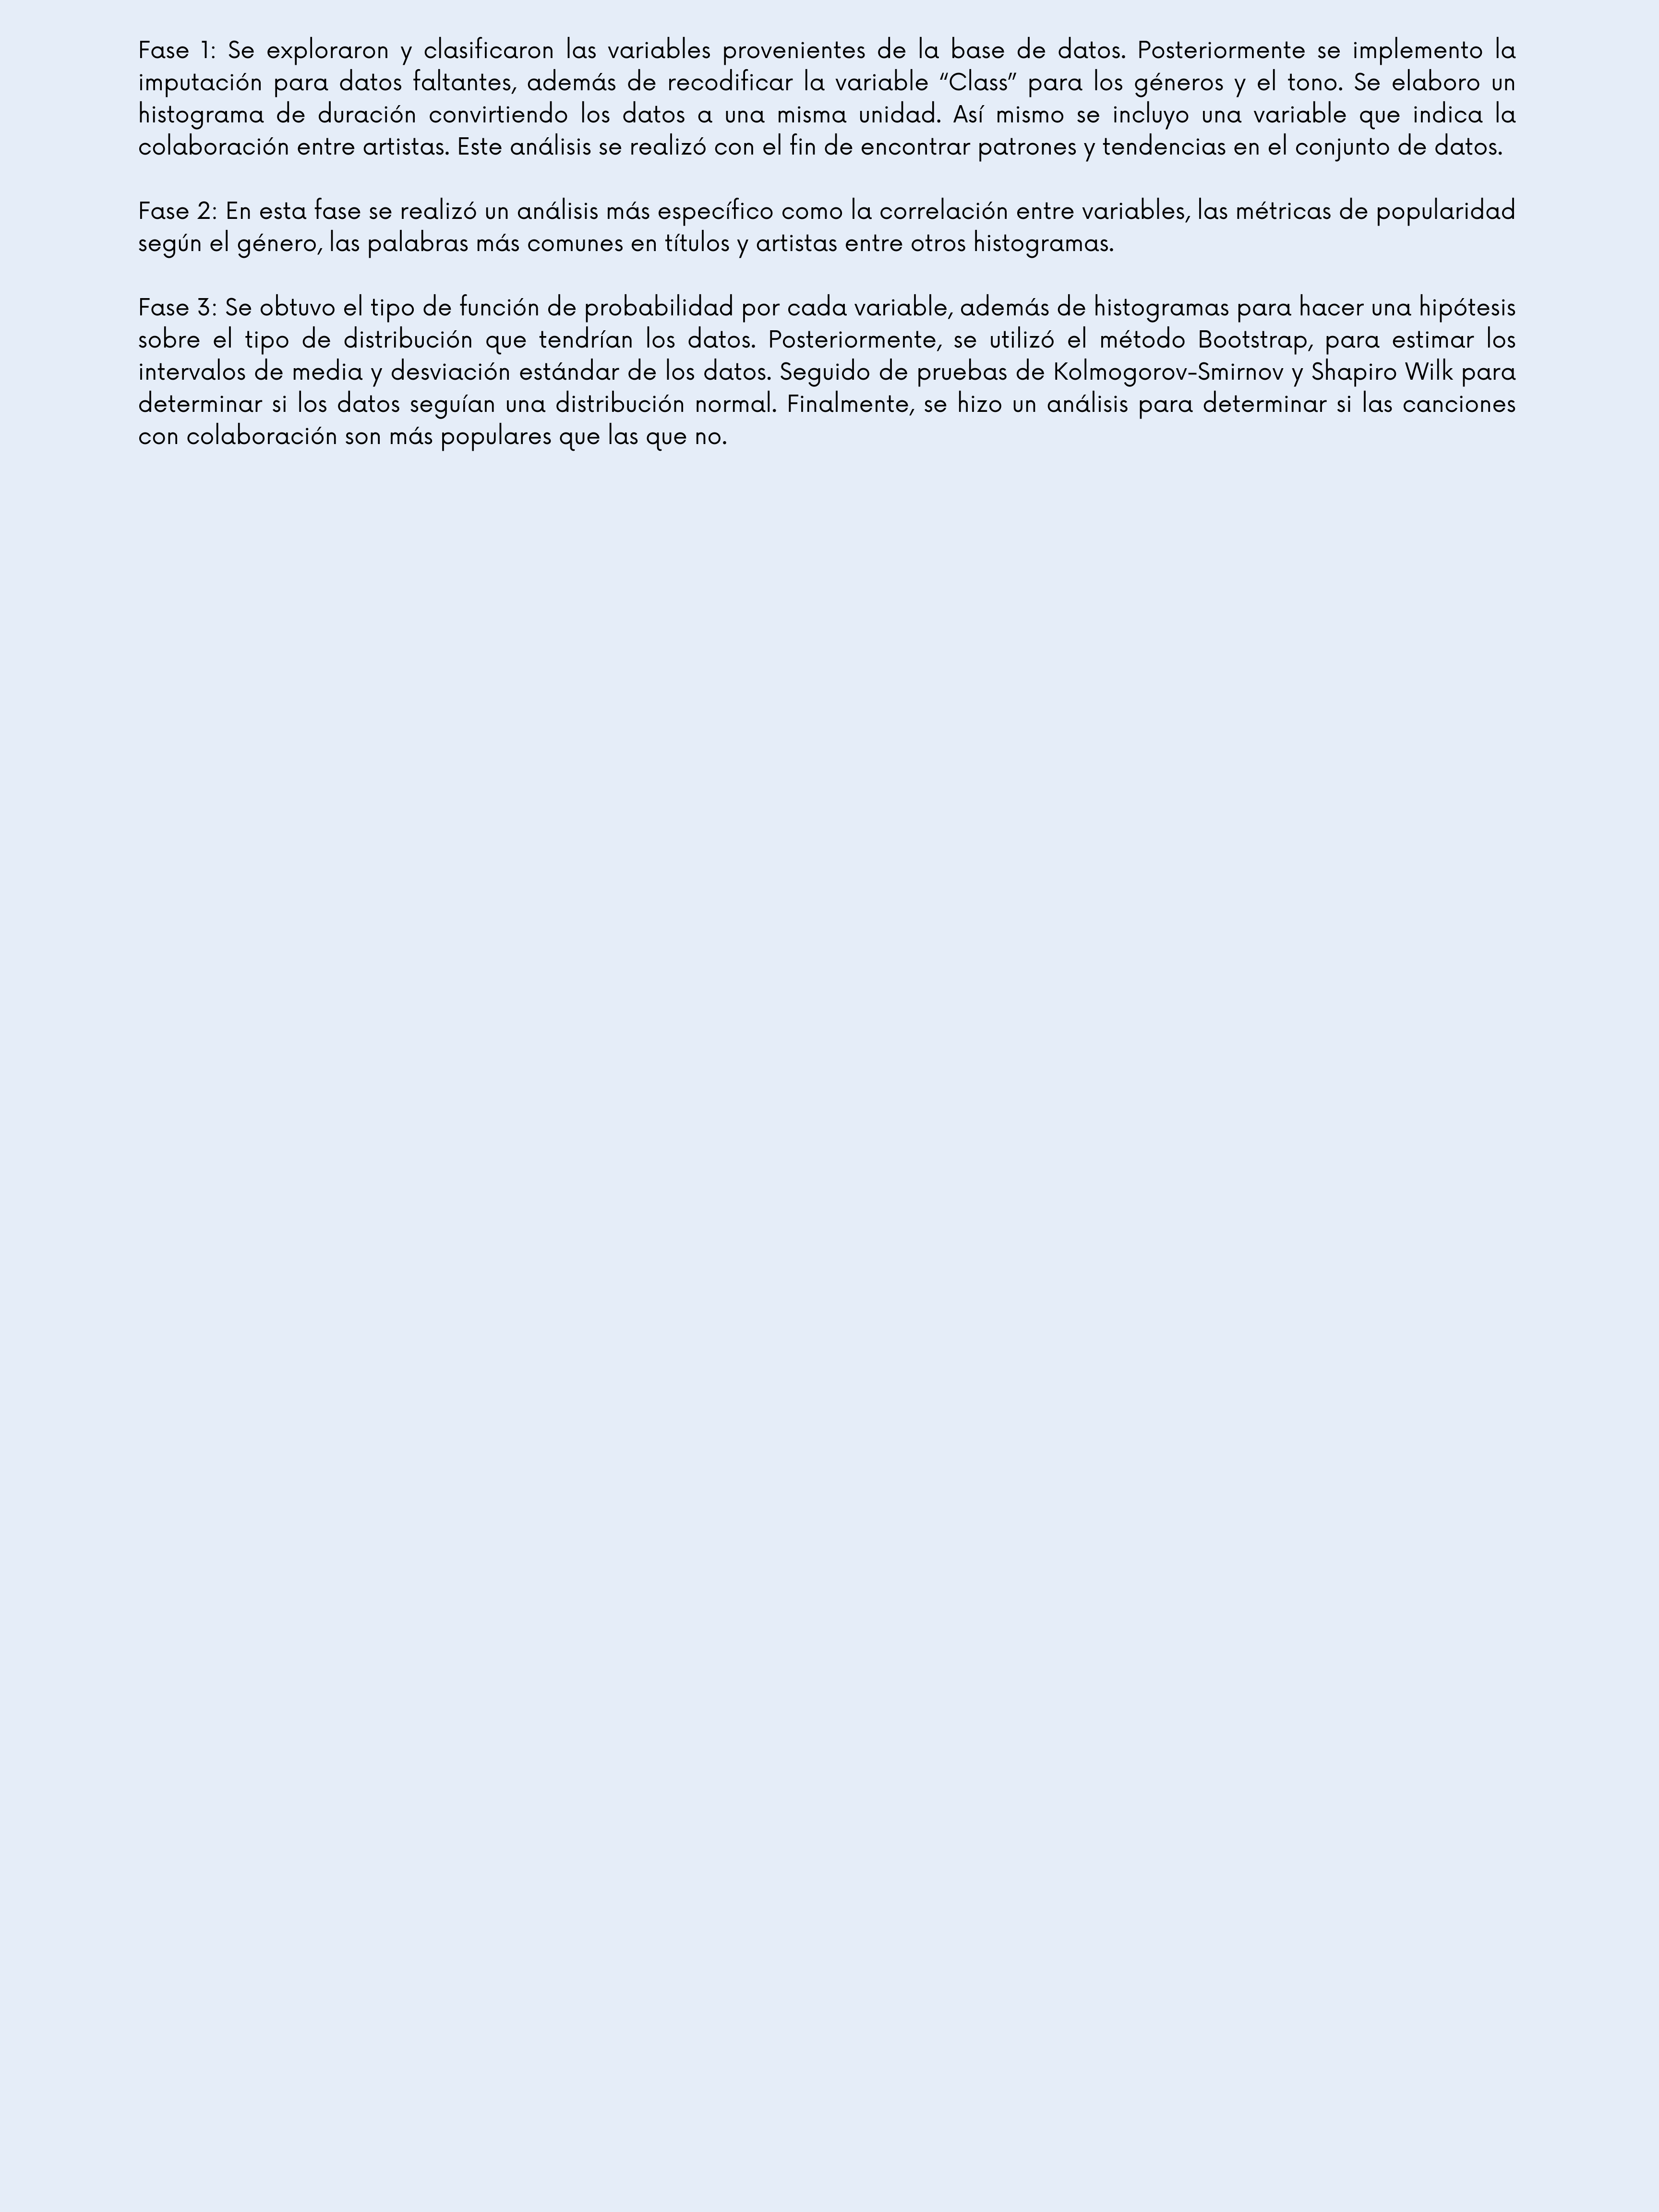 Fase 1: Se exploraron y clasificaron las variables provenientes de la base de datos. Posteriormente se implemento la
imputación para datos faltantes, además de recodificar la variable “Class” para los géneros y el tono. Se elaboro un
histograma de duración convirtiendo los datos a una misma unidad. Así mismo se incluyo una variable que indica la
colaboración entre artistas. Este análisis se realizó con el fin de encontrar patrones y tendencias en el conjunto de datos.
Fase 2: En esta fase se realizó un análisis más específico como la correlación entre variables, las métricas de popularidad
según el género, las palabras más comunes en títulos y artistas entre otros histogramas.
Fase 3: Se obtuvo el tipo de función de probabilidad por cada variable, además de histogramas para hacer una hipótesis
sobre el tipo de distribución que tendrían los datos. Posteriormente, se utilizó el método Bootstrap, para estimar los
intervalos de media y desviación estándar de los datos. Seguido de pruebas de Kolmogorov-Smirnov y Shapiro Wilk para
determinar si los datos seguían una distribución normal. Finalmente, se hizo un análisis para determinar si las canciones
con colaboración son más populares que las que no.